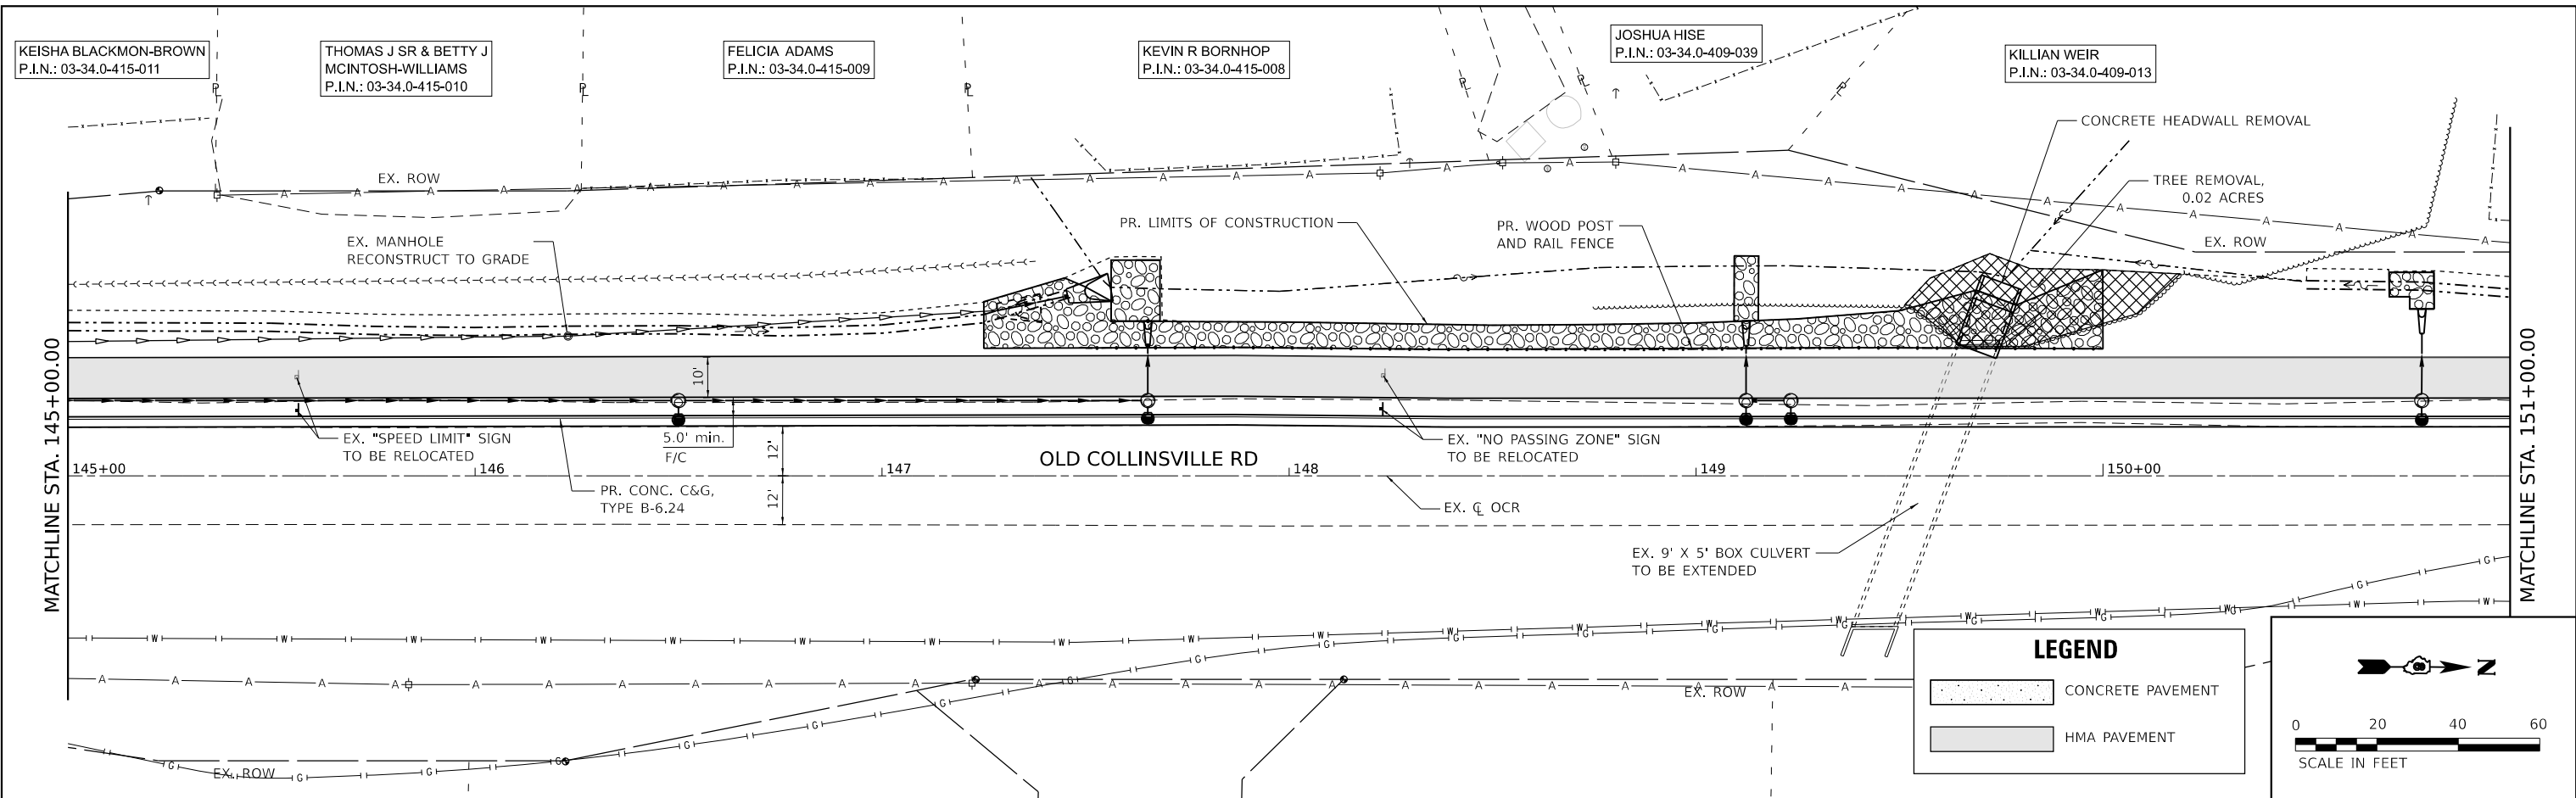 KEISHA BLACKMON-BROWN
P.I.N.: 03-34.0-415-011
THOMAS J SR & BETTY J
MCINTOSH-WILLIAMS
P.I.N.: 03-34.0-415-010
FELICIA ADAMS
P.I.N.: 03-34.0-415-009
KEVIN R BORNHOP
P.I.N.: 03-34.0-415-008
JOSHUA HISE
P.I.N.: 03-34.0-409-039
KILLIAN WEIR
P.I.N.: 03-34.0-409-013
CONCRETE HEADWALL REMOVAL
TREE REMOVAL,
0.02 ACRES
EX. ROW
EX. ROW
EX. MANHOLE
RECONSTRUCT TO GRADE
PR. LIMITS OF CONSTRUCTION
PR. WOOD POST
AND RAIL FENCE
MATCHLINE STA. 145+00.00
MATCHLINE STA. 151+00.00
10'
EX. "SPEED LIMIT" SIGN
TO BE RELOCATED
5.0' min.
F/C
12'
12'
EX. "NO PASSING ZONE" SIGN
TO BE RELOCATED
145+00
146
147
OLD COLLINSVILLE RD
148
149
150+00
PR. CONC. C&G,
TYPE B-6.24
EX. ℄ OCR
EX. 9' X 5' BOX CULVERT
TO BE EXTENDED
EX. ROW
EX. ROW
LEGEND
CONCRETE PAVEMENT
HMA PAVEMENT
N
0 20 40 60
SCALE IN FEET